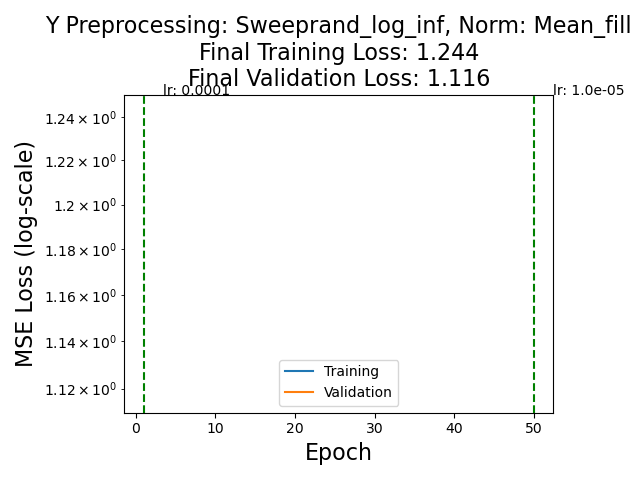 Y Preprocessing: Sweeprand_log_inf, Norm: Mean_fill
Final Training Loss: 1.244
Final Validation Loss: 1.116
lr: 0.0001
lr: 1.0e-05
MSE Loss (log-scale)
1.24 × 10⁰
1.22 × 10⁰
1.2 × 10⁰
1.18 × 10⁰
1.16 × 10⁰
1.14 × 10⁰
1.12 × 10⁰
Training
Validation
0 10 20 30 40 50
Epoch